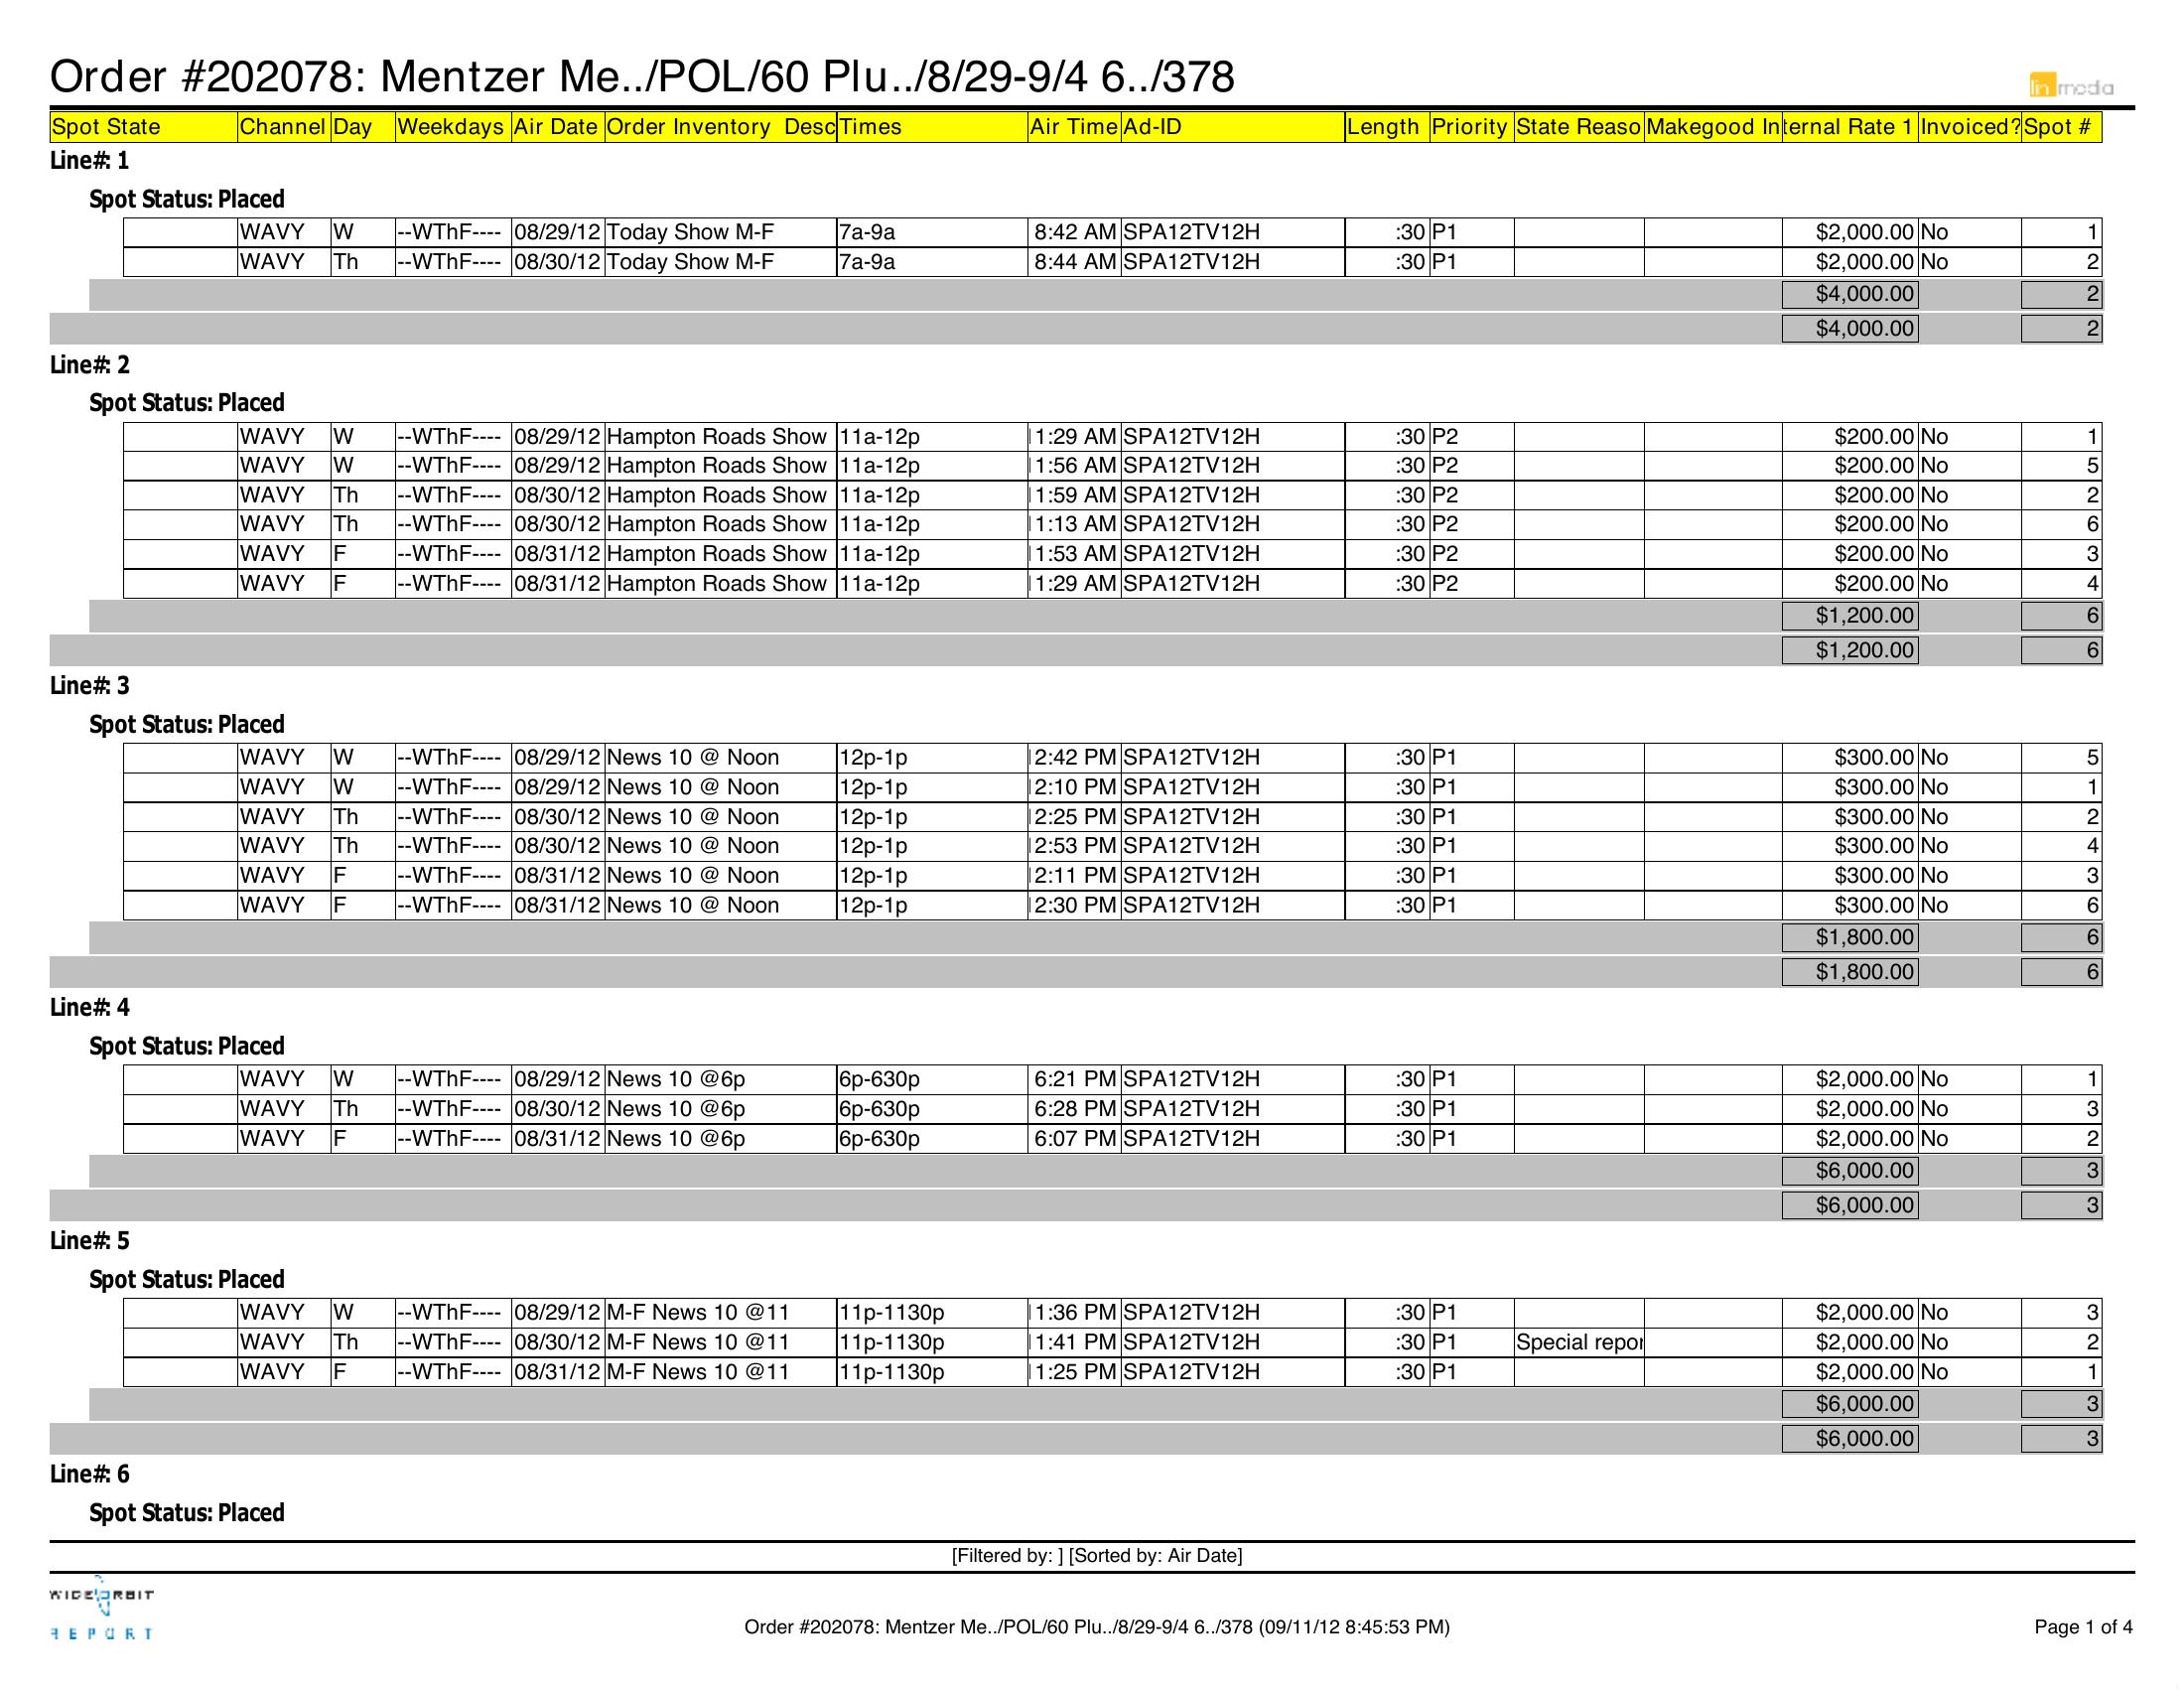 Order #202078: Mentzer Me../POL/60 Plu../8/29-9/4 6../378
in media
Spot State Channel Day Weekdays Air Date Order Inventory Desc Times Air Time Ad-ID Length Priority State Reaso Makegood In ternal Rate 1 Invoiced? Spot #
Line#: 1
Spot Status: Placed
WAVY W --WThF---- 08/29/12 Today Show M-F 7a-9a 8:42 AM SPA12TV12H :30 P1 $2,000.00 No 1
WAVY Th --WThF---- 08/30/12 Today Show M-F 7a-9a 8:44 AM SPA12TV12H :30 P1 $2,000.00 No 2
$4,000.00 2
$4,000.00 2
Line#: 2
Spot Status: Placed
WAVY W --WThF---- 08/29/12 Hampton Roads Show 11a-12p 1:29 AM SPA12TV12H :30 P2 $200.00 No 1
WAVY W --WThF---- 08/29/12 Hampton Roads Show 11a-12p 1:56 AM SPA12TV12H :30 P2 $200.00 No 5
WAVY Th --WThF---- 08/30/12 Hampton Roads Show 11a-12p 1:59 AM SPA12TV12H :30 P2 $200.00 No 2
WAVY Th --WThF---- 08/30/12 Hampton Roads Show 11a-12p 1:13 AM SPA12TV12H :30 P2 $200.00 No 6
WAVY F --WThF---- 08/31/12 Hampton Roads Show 11a-12p 1:53 AM SPA12TV12H :30 P2 $200.00 No 3
WAVY F --WThF---- 08/31/12 Hampton Roads Show 11a-12p 1:29 AM SPA12TV12H :30 P2 $200.00 No 4
$1,200.00 6
$1,200.00 6
Line#: 3
Spot Status: Placed
WAVY W --WThF---- 08/29/12 News 10 @ Noon 12p-1p 2:42 PM SPA12TV12H :30 P1 $300.00 No 5
WAVY W --WThF---- 08/29/12 News 10 @ Noon 12p-1p 2:10 PM SPA12TV12H :30 P1 $300.00 No 1
WAVY Th --WThF---- 08/30/12 News 10 @ Noon 12p-1p 2:25 PM SPA12TV12H :30 P1 $300.00 No 2
WAVY Th --WThF---- 08/30/12 News 10 @ Noon 12p-1p 2:53 PM SPA12TV12H :30 P1 $300.00 No 4
WAVY F --WThF---- 08/31/12 News 10 @ Noon 12p-1p 2:11 PM SPA12TV12H :30 P1 $300.00 No 3
WAVY F --WThF---- 08/31/12 News 10 @ Noon 12p-1p 2:30 PM SPA12TV12H :30 P1 $300.00 No 6
$1,800.00 6
$1,800.00 6
Line#: 4
Spot Status: Placed
WAVY W --WThF---- 08/29/12 News 10 @6p 6p-630p 6:21 PM SPA12TV12H :30 P1 $2,000.00 No 1
WAVY Th --WThF---- 08/30/12 News 10 @6p 6p-630p 6:28 PM SPA12TV12H :30 P1 $2,000.00 No 3
WAVY F --WThF---- 08/31/12 News 10 @6p 6p-630p 6:07 PM SPA12TV12H :30 P1 $2,000.00 No 2
$6,000.00 3
$6,000.00 3
Line#: 5
Spot Status: Placed
WAVY W --WThF---- 08/29/12 M-F News 10 @11 11p-1130p 1:36 PM SPA12TV12H :30 P1 $2,000.00 No 3
WAVY Th --WThF---- 08/30/12 M-F News 10 @11 11p-1130p 1:41 PM SPA12TV12H :30 P1 Special repor $2,000.00 No 2
WAVY F --WThF---- 08/31/12 M-F News 10 @11 11p-1130p 1:25 PM SPA12TV12H :30 P1 $2,000.00 No 1
$6,000.00 3
$6,000.00 3
Line#: 6
Spot Status: Placed
[Filtered by: ] [Sorted by: Air Date]
WIDEORBIT
REPORT
Order #202078: Mentzer Me../POL/60 Plu../8/29-9/4 6../378 (09/11/12 8:45:53 PM)
Page 1 of 4